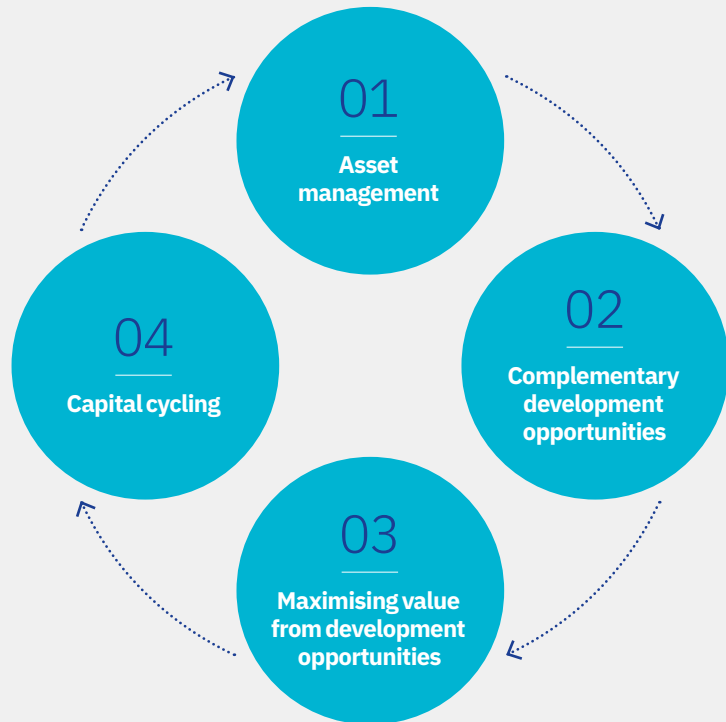 01
Asset
management
02
Complementary
development
opportunities
03
Maximising value
from development
opportunities
04
Capital cycling